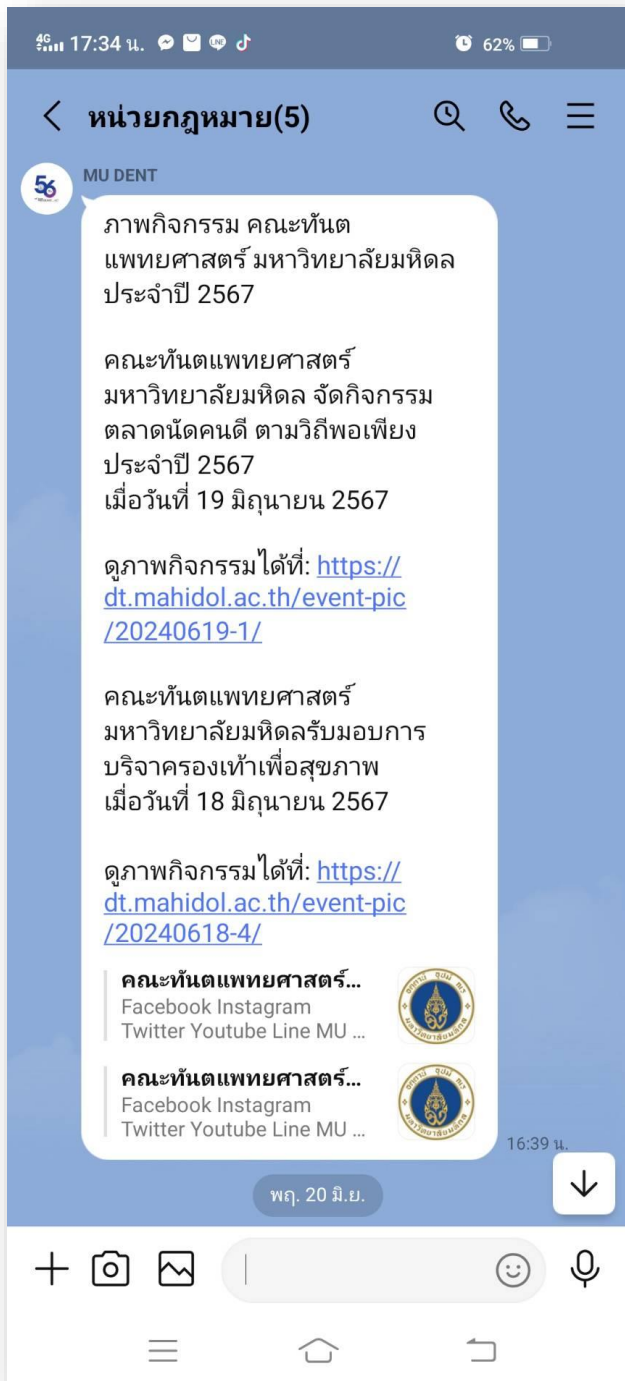 4G 17:34 น. LINE 62%
หน่วยกฎหมาย(5)
56
MU DENT
ภาพกิจกรรม คณะทันต
แพทยศาสตร์ มหาวิทยาลัยมหิดล
ประจำปี 2567
คณะทันตแพทยศาสตร์
มหาวิทยาลัยมหิดล จัดกิจกรรม
ตลาดนัดคนดี ตามวิถีพอเพียง
ประจำปี 2567
เมื่อวันที่ 19 มิถุนายน 2567
ดูภาพกิจกรรมได้ที่: https://
dt.mahidol.ac.th/event-pic
/20240619-1/
คณะทันตแพทยศาสตร์
มหาวิทยาลัยมหิดลรับมอบการ
บริจาครองเท้าเพื่อสุขภาพ
เมื่อวันที่ 18 มิถุนายน 2567
ดูภาพกิจกรรมได้ที่: https://
dt.mahidol.ac.th/event-pic
/20240618-4/
คณะทันตแพทยศาสตร์...
Facebook Instagram
Twitter Youtube Line MU ...
คณะทันตแพทยศาสตร์...
Facebook Instagram
Twitter Youtube Line MU ...
16:39 น.
พฤ. 20 มิ.ย.